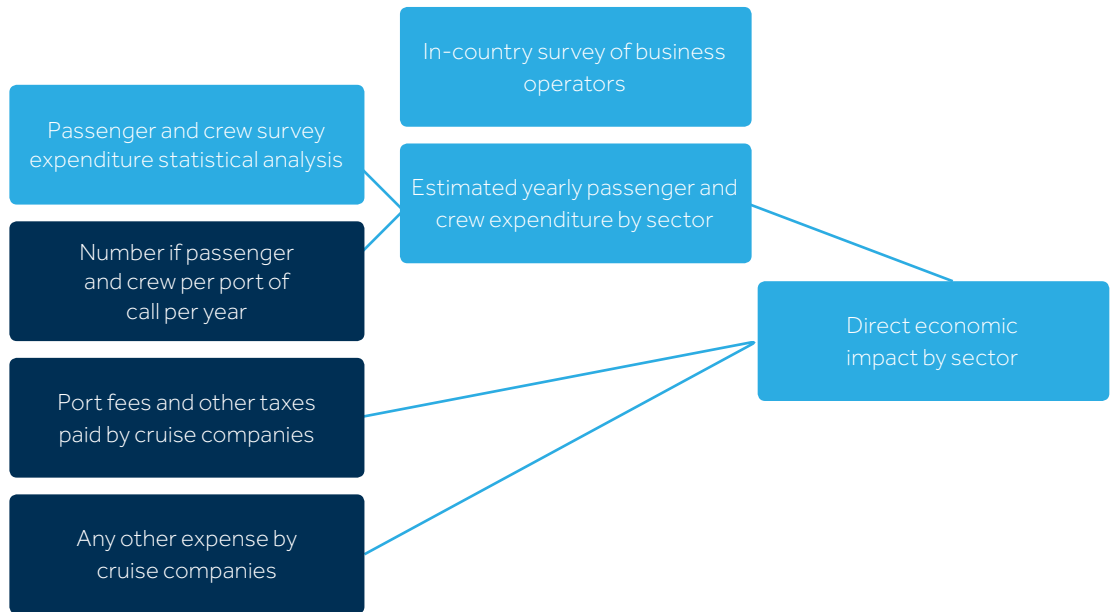 In-country survey of business
operators
Passenger and crew survey
expenditure statistical analysis
Estimated yearly passenger and
crew expenditure by sector
Number if passenger
and crew per port of
call per year
Direct economic
impact by sector
Port fees and other taxes
paid by cruise companies
Any other expense by
cruise companies